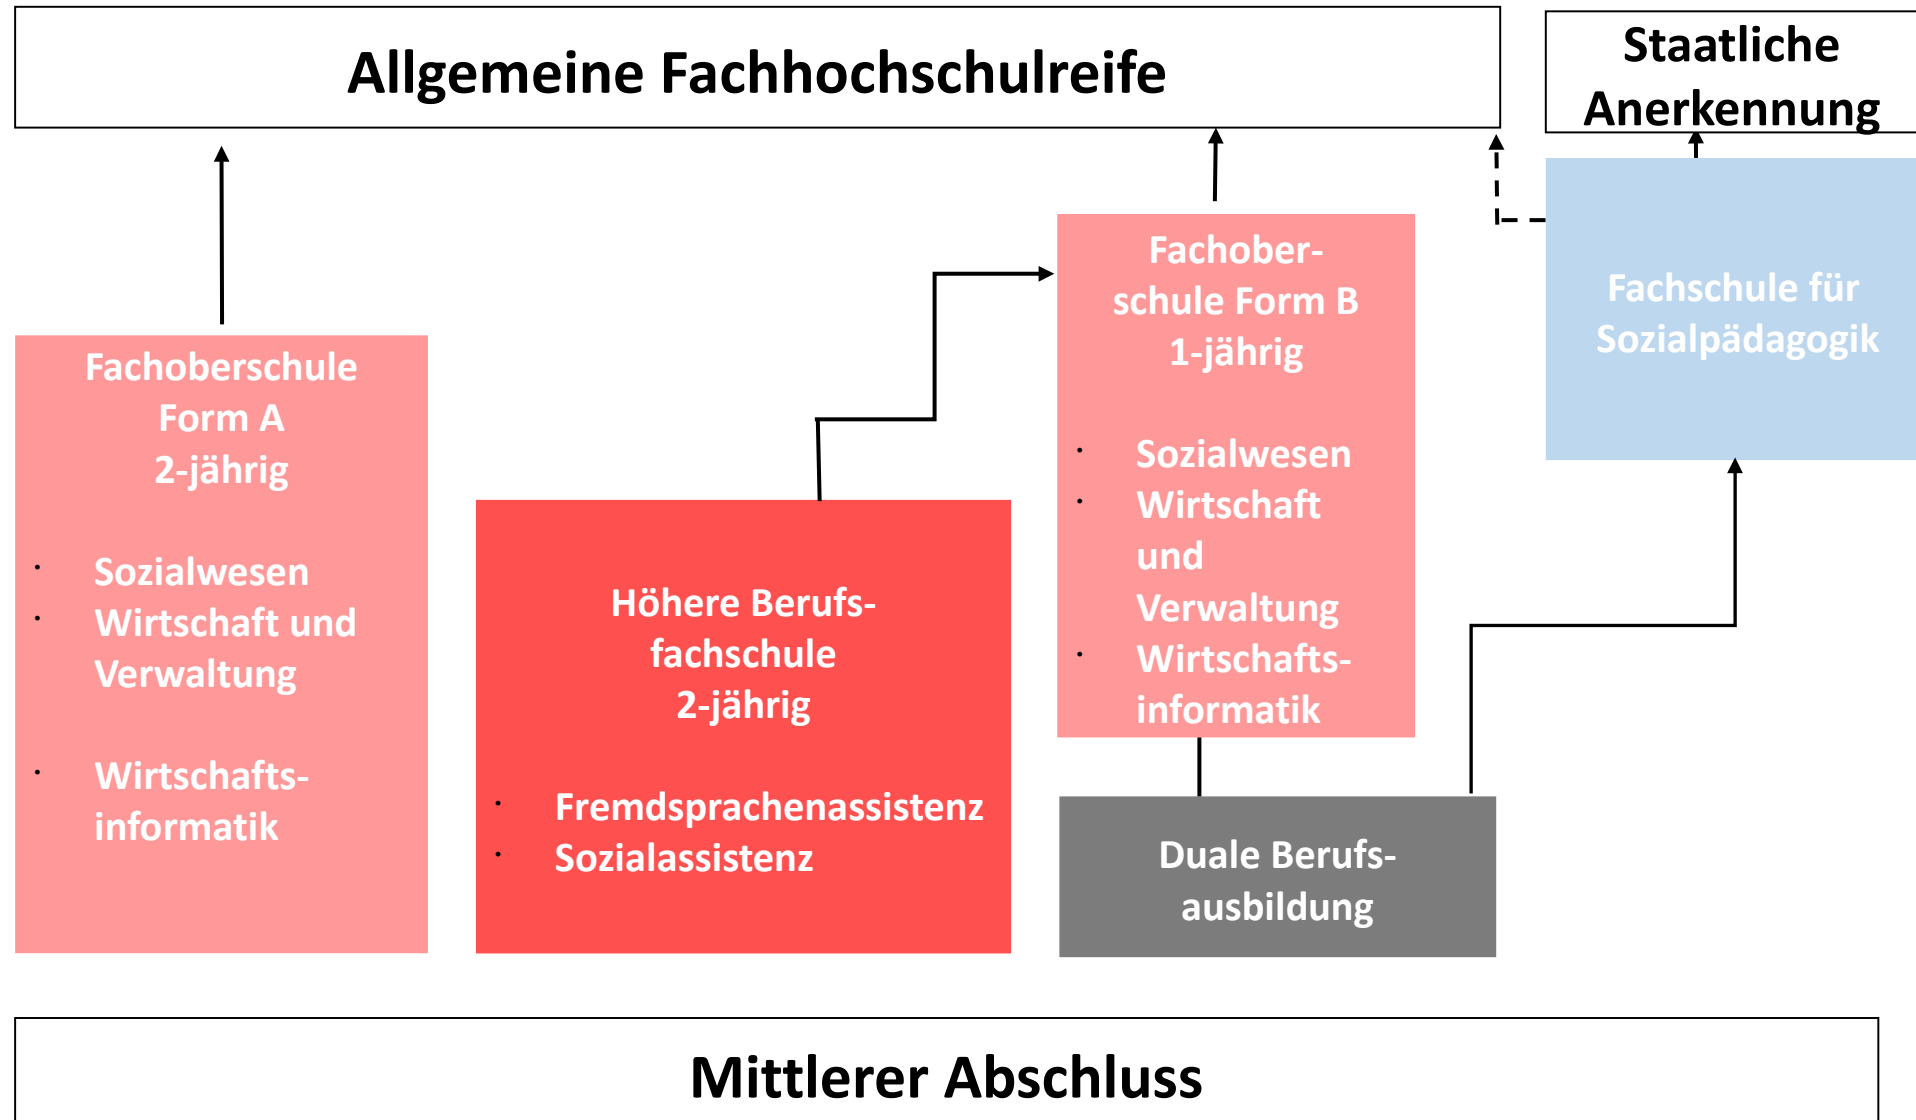 Allgemeine Fachhochschulreife
Staatliche
Anerkennung
Fachoberschule
Form A
2-jährig
· Sozialwesen
· Wirtschaft und
Verwaltung
· Wirtschafts-
informatik
Höhere Berufs-
fachschule
2-jährig
· Fremdsprachenassistenz
· Sozialassistenz
Fachober-
schule Form B
1-jährig
· Sozialwesen
· Wirtschaft
und
Verwaltung
· Wirtschafts-
informatik
Fachschule für
Sozialpädagogik
Duale Berufs-
ausbildung
Mittlerer Abschluss